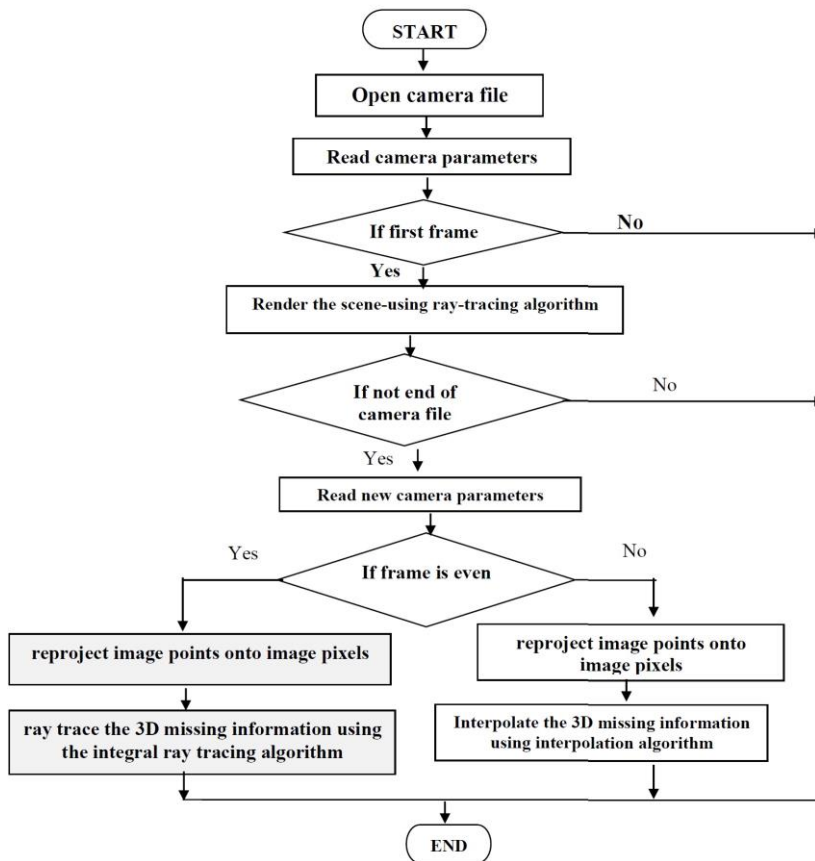 START
Open camera file
Read camera parameters
If first frame
No
Yes
Render the scene-using ray-tracing algorithm
If not end of
camera file
No
Yes
Read new camera parameters
Yes
If frame is even
No
reproject image points onto image pixels
reproject image points onto
image pixels
ray trace the 3D missing information using
the integral ray tracing algorithm
Interpolate the 3D missing information
using interpolation algorithm
END